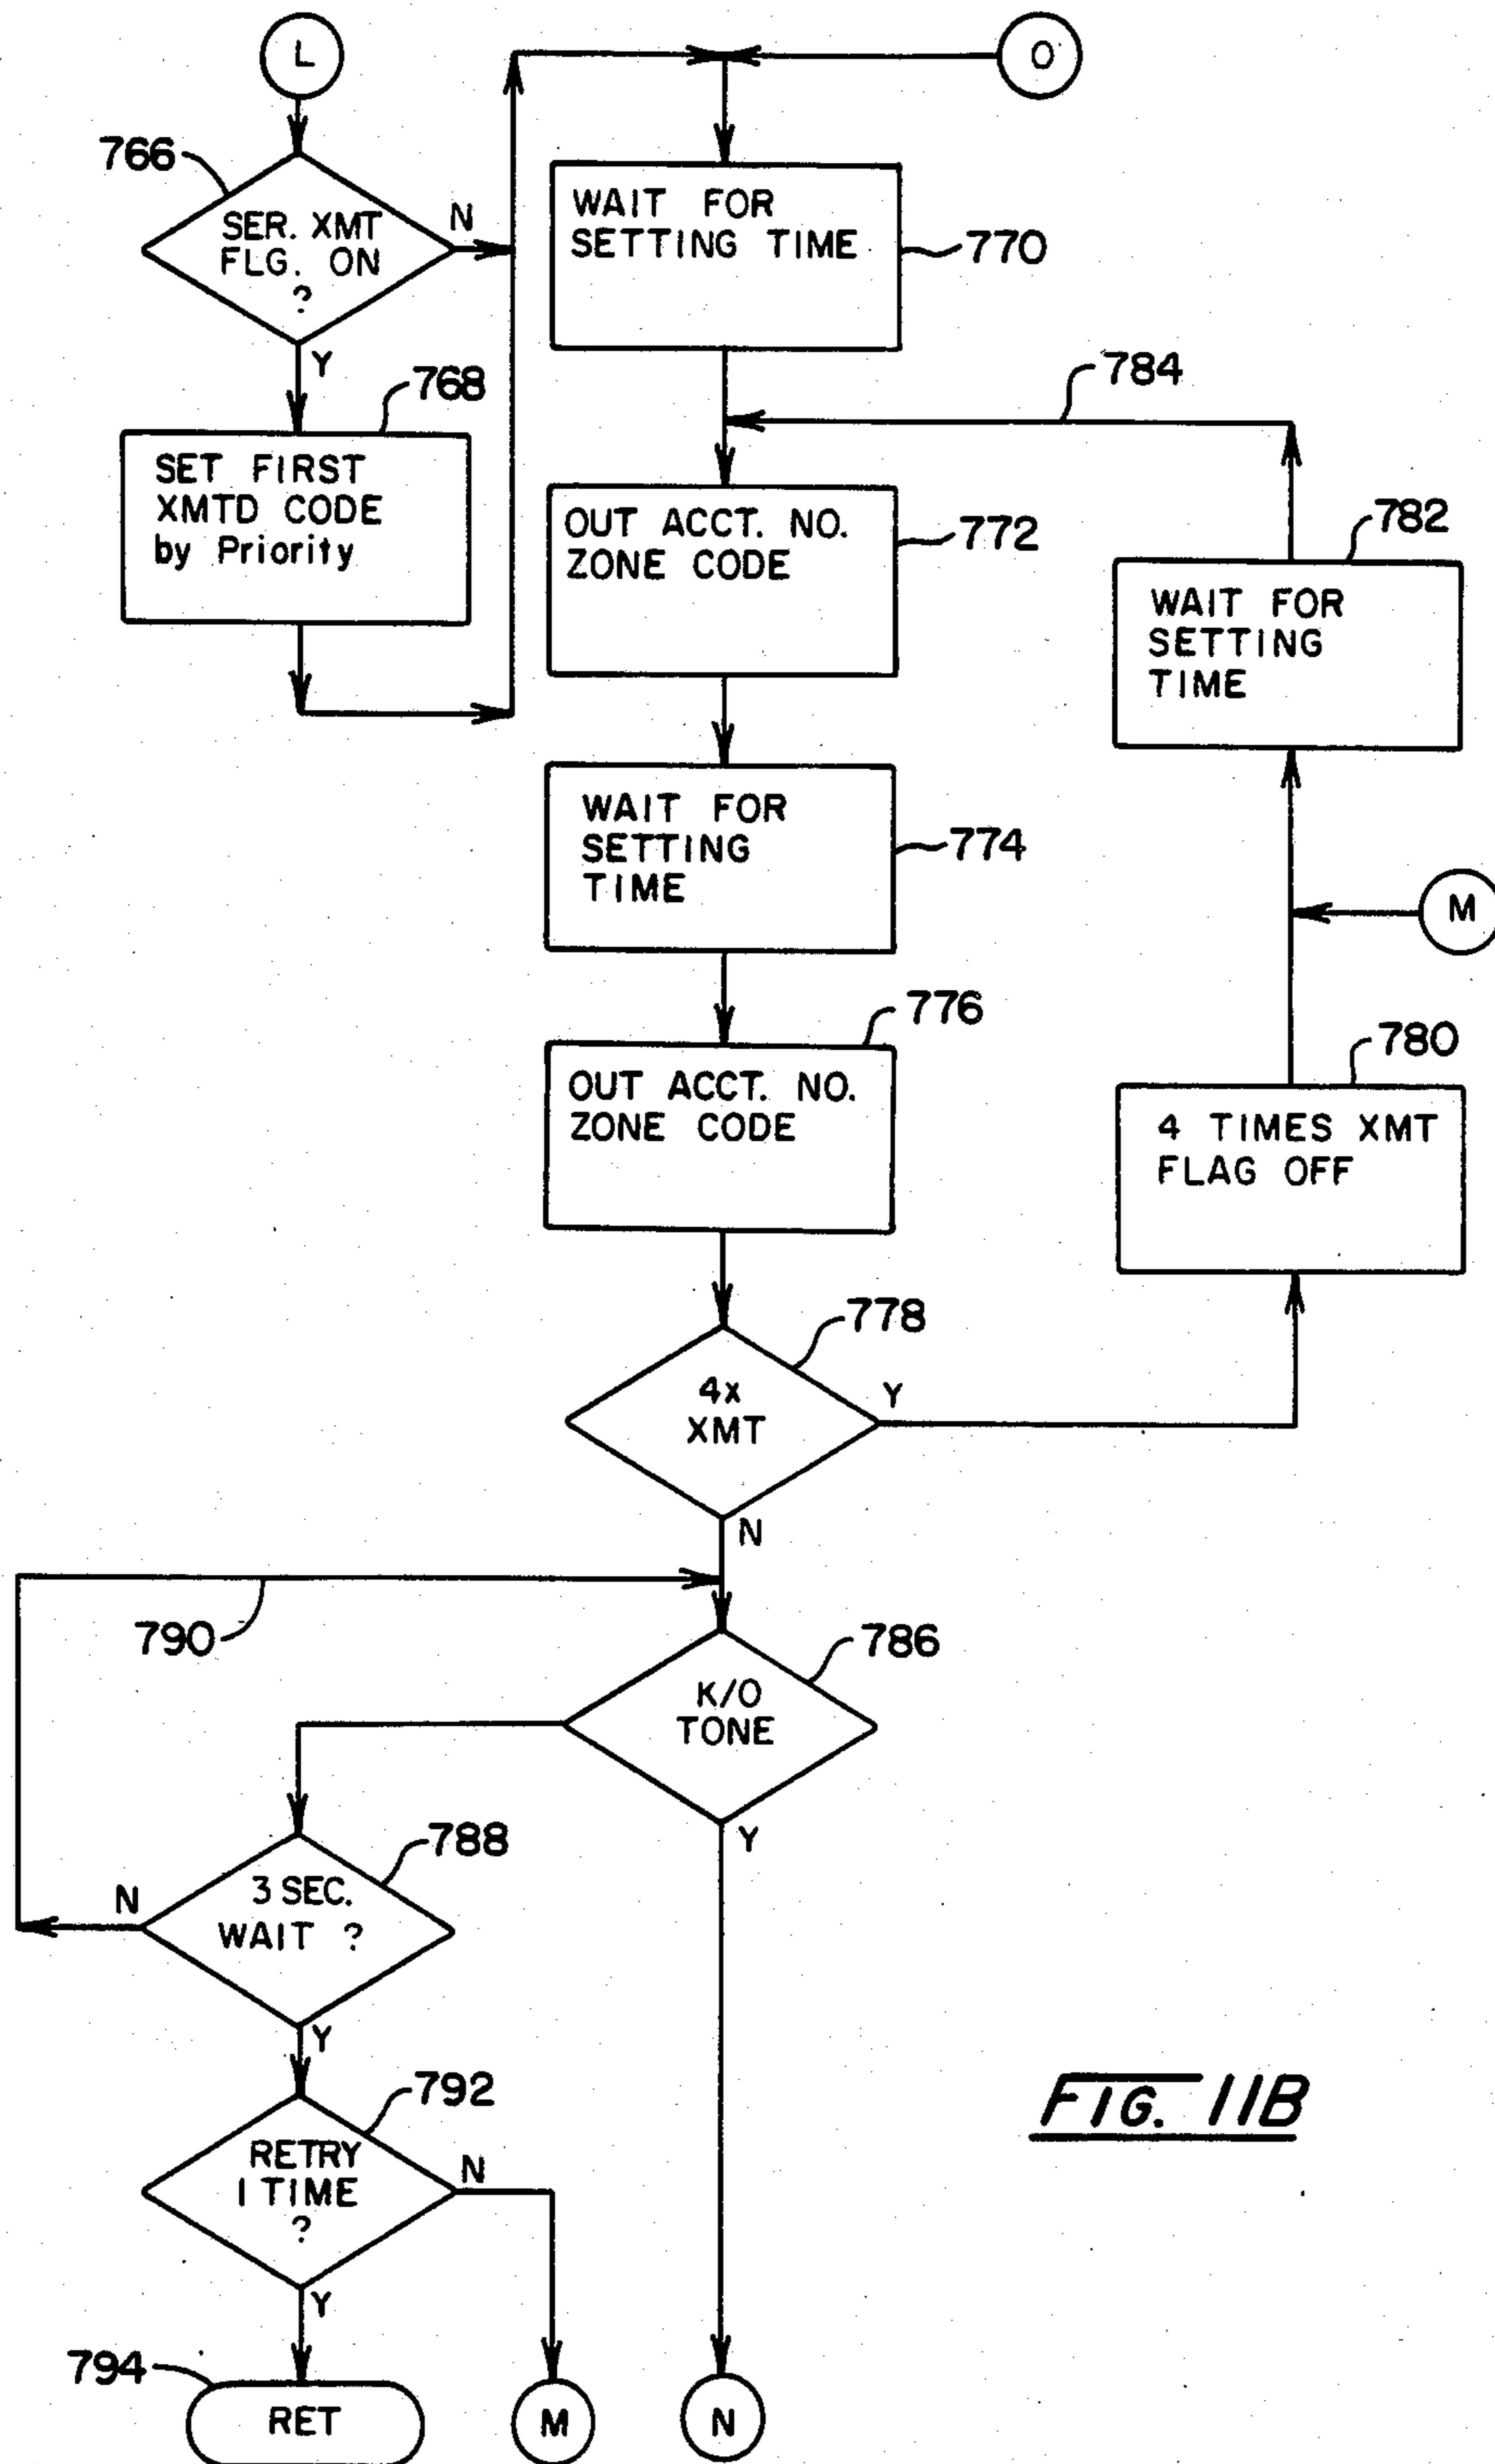 L
O
766
SER. XMT
FLG. ON
?
N
Y
WAIT FOR
SETTING TIME
770
768
784
SET FIRST
XMTD CODE
by Priority
OUT ACCT. NO.
ZONE CODE
772
782
WAIT FOR
SETTING
TIME
WAIT FOR
SETTING
TIME
774
M
776
OUT ACCT. NO.
ZONE CODE
780
4 TIMES XMT
FLAG OFF
778
4x
XMT
Y
N
790
786
K/O
TONE
Y
788
3 SEC.
WAIT ?
N
Y
792
RETRY
1 TIME
?
N
Y
794
RET
M
N
FIG. 11B